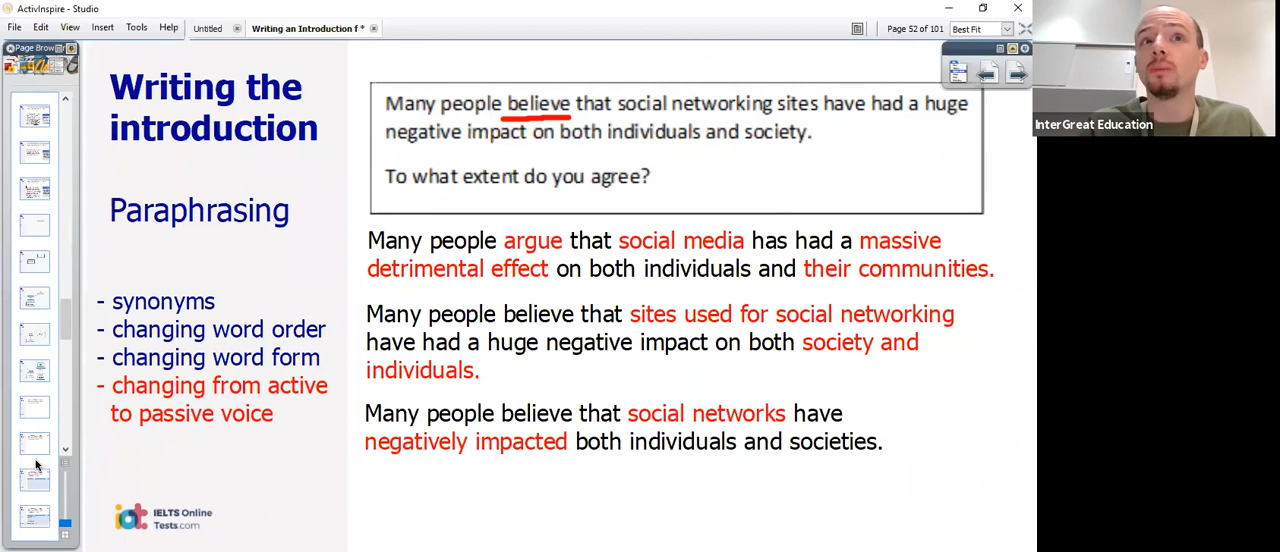 ActivInspire - Studio
File Edit View Insert Tools Help
Untitled
Writing an Introduction f *
Page 52 of 101
Best Fit
Page Brow
Writing the
introduction
Paraphrasing
- synonyms
- changing word order
- changing word form
- changing from active
to passive voice
iot IELTS Online
Tests.com
Many people believe that social networking sites have had a huge
negative impact on both individuals and society.
To what extent do you agree?
Many people argue that social media has had a massive
detrimental effect on both individuals and their communities.
Many people believe that sites used for social networking
have had a huge negative impact on both society and
individuals.
Many people believe that social networks have
negatively impacted both individuals and societies.
InterGreat Education